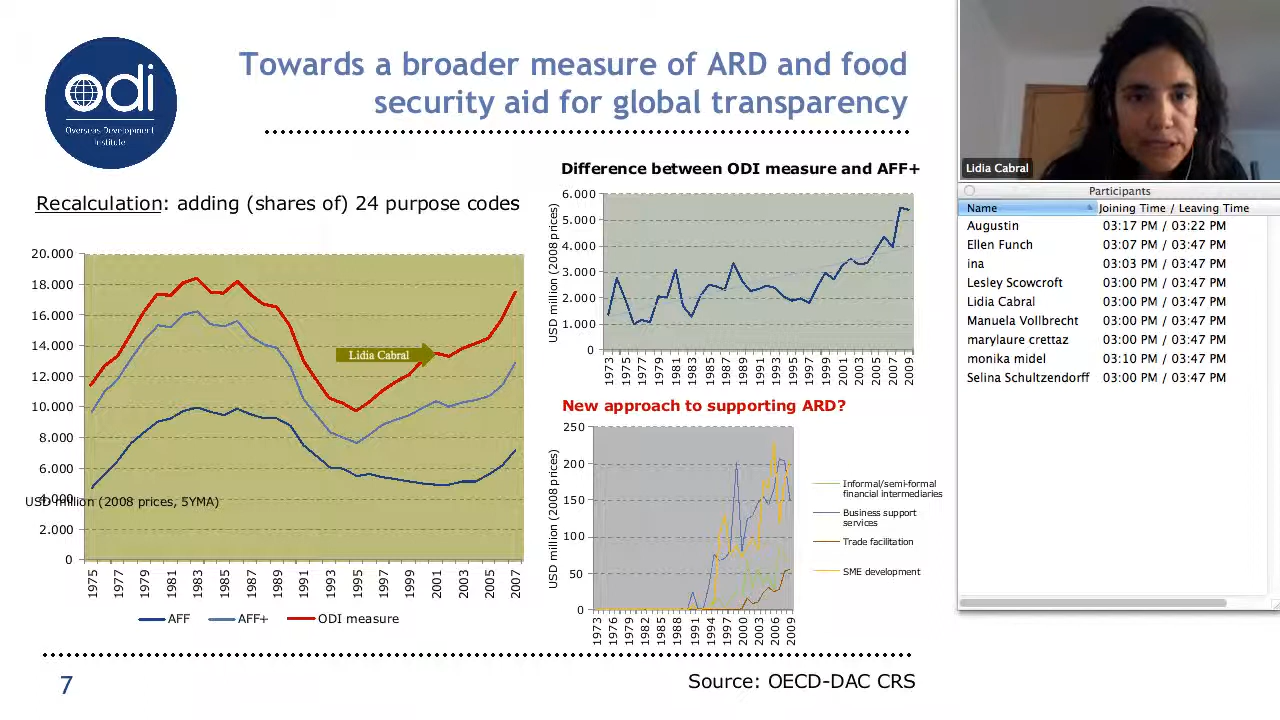 odi
Overseas Development
Institute
Towards a broader measure of ARD and food
security aid for global transparency
Recalculation: adding (shares of) 24 purpose codes
20.000
18.000
16.000
14.000
12.000
10.000
8.000
6.000
4.000
2.000
0
USD million (2008 prices, 5YMA)
Lidia Cabral
1975 1977 1979 1981 1983 1985 1987 1989 1991 1993 1995 1997 1999 2001 2003 2005 2007
AFF AFF+ ODI measure
Difference between ODI measure and AFF+
USD million (2008 prices)
6.000
5.000
4.000
3.000
2.000
1.000
0
1973 1975 1977 1979 1981 1983 1985 1987 1989 1991 1993 1995 1997 1999 2001 2003 2005 2007 2009
New approach to supporting ARD?
USD million (2008 prices)
250
200
150
100
50
0
1973 1976 1979 1982 1985 1988 1991 1994 1997 2000 2003 2006 2009
Informal/semi-formal
financial intermediaries
Business support
services
Trade facilitation
SME development
7
Source: OECD-DAC CRS
Lidia Cabral
Participants
Name Joining Time / Leaving Time
Augustin 03:17 PM / 03:22 PM
Ellen Funch 03:07 PM / 03:47 PM
ina 03:03 PM / 03:47 PM
Lesley Scowcroft 03:00 PM / 03:47 PM
Lidia Cabral 03:00 PM / 03:47 PM
Manuela Vollbrecht 03:00 PM / 03:47 PM
marylaure crettaz 03:00 PM / 03:47 PM
monika midel 03:10 PM / 03:47 PM
Selina Schultzendorff 03:00 PM / 03:47 PM